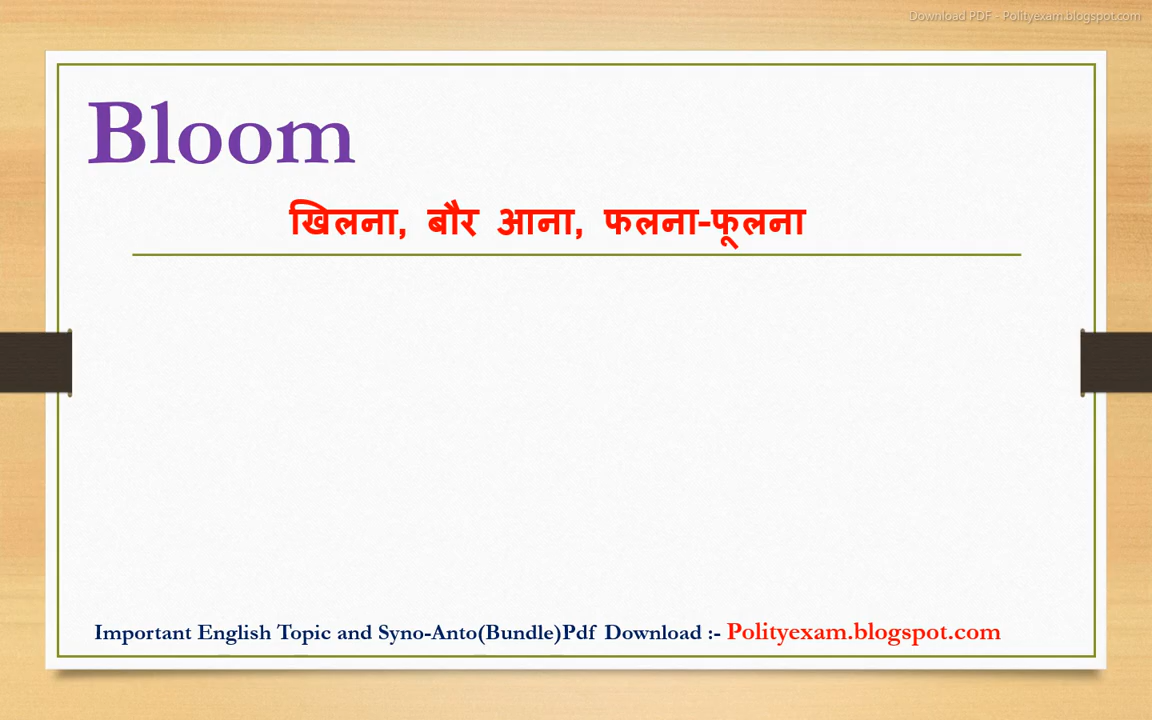 Download PDF - Polityexam.blogspot.com
Bloom
खिलना, बौर आना, फलना-फूलना
Important English Topic and Syno-Anto(Bundle)Pdf Download :- Polityexam.blogspot.com